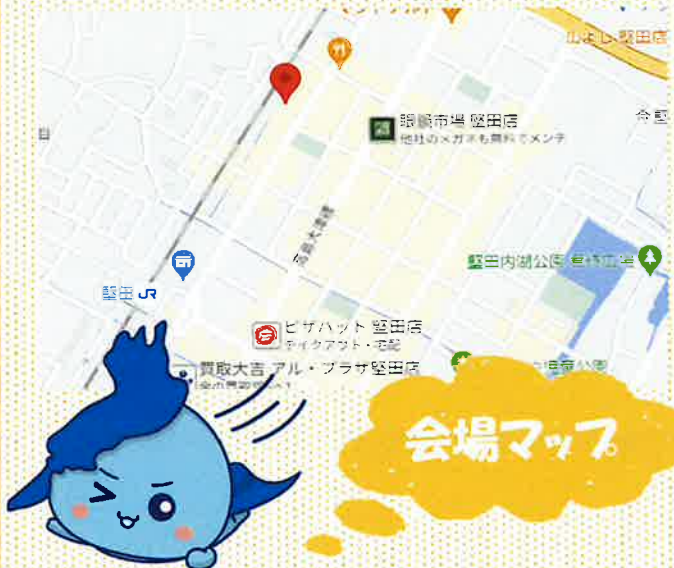 山よし 堅田店
眼鏡市場 堅田店
他社のメガネも無料でメンテ
今堅
堅田内湖公園
堅田 JR
ピザハット 堅田店
テイクアウト・宅配
買取大吉 アル・プラザ堅田店
会場マップ